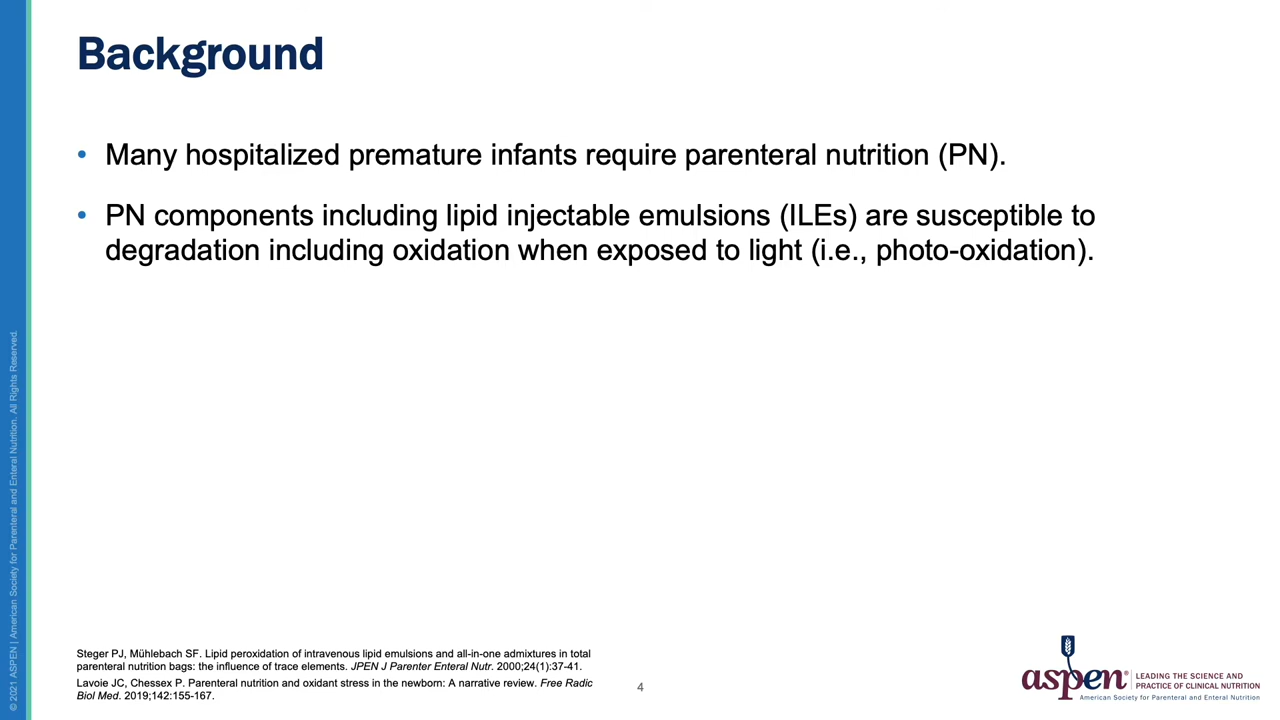 Background
• Many hospitalized premature infants require parenteral nutrition (PN).
• PN components including lipid injectable emulsions (ILEs) are susceptible to
degradation including oxidation when exposed to light (i.e., photo-oxidation).
© 2021 ASPEN | American Society for Parenteral and Enteral Nutrition. All Rights Reserved.
Steger PJ, Mühlebach SF. Lipid peroxidation of intravenous lipid emulsions and all-in-one admixtures in total
parenteral nutrition bags: the influence of trace elements. JPEN J Parenter Enteral Nutr. 2000;24(1):37-41.
Lavoie JC, Chessex P. Parenteral nutrition and oxidant stress in the newborn: A narrative review. Free Radic
Biol Med. 2019;142:155-167.
4
aspen®
LEADING THE SCIENCE AND
PRACTICE OF CLINICAL NUTRITION
American Society for Parenteral and Enteral Nutrition